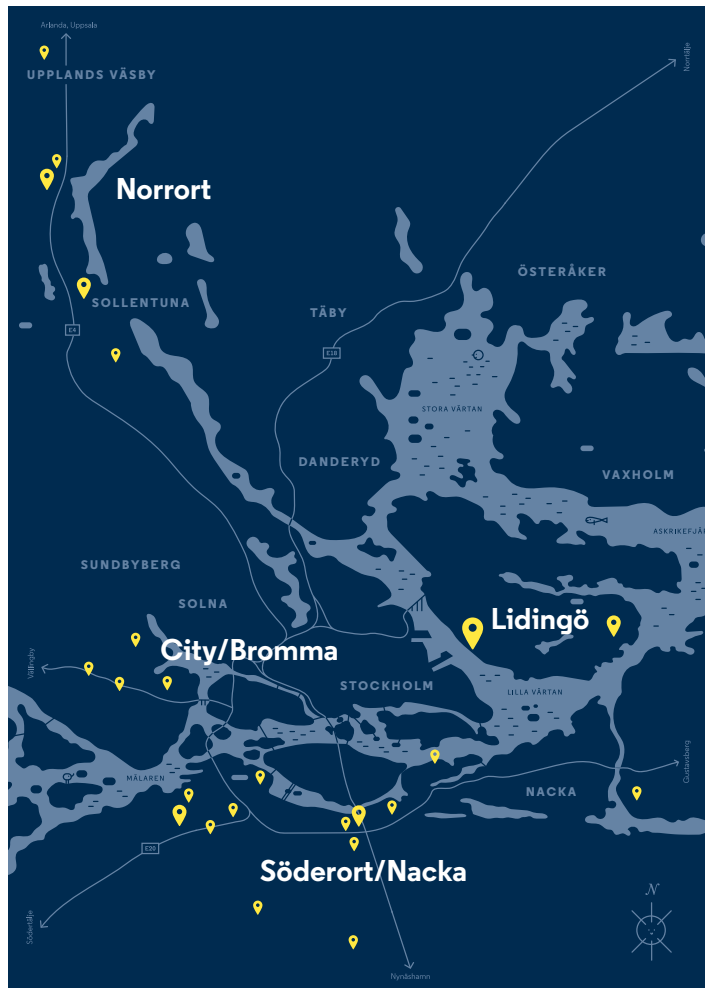 Arlanda, Uppsala
Norrtälje
UPPLANDS VÄSBY
Norrort
ÖSTERÅKER
SOLLENTUNA
TÄBY
E4
E18
STORA VÄRTAN
DANDERYD
VAXHOLM
ASKRIKEFJÄ
SUNDBYBERG
SOLNA
Lidingö
City/Bromma
Vällingby
STOCKHOLM
LILLA VÄRTAN
Gustavsberg
MÄLAREN
NACKA
E20
Söderort/Nacka
N
Södertälje
Nynäshamn